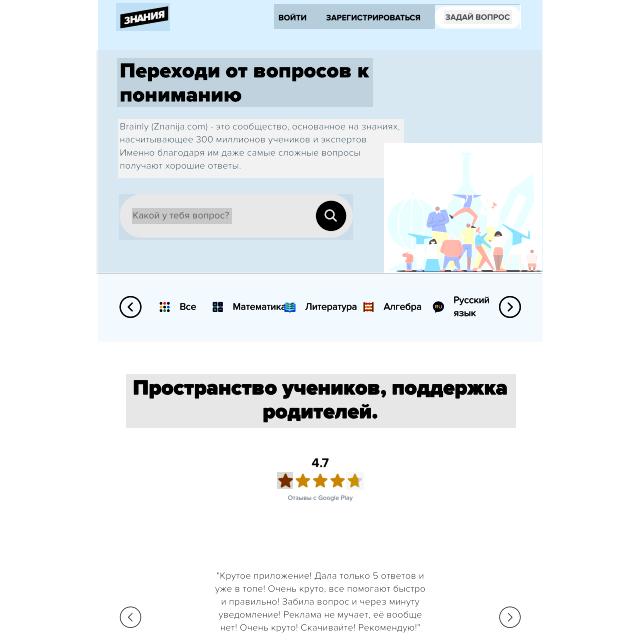 ЗНАНИЯ
ВОЙТИ ЗАРЕГИСТРИРОВАТЬСЯ ЗАДАЙ ВОПРОС
Переходи от вопросов к
пониманию
Brainly (Znanija.com) - это сообщество, основанное на знаниях,
насчитывающее 300 миллионов учеников и экспертов
Именно благодаря им даже самые сложные вопросы
получают хорошие ответы.
Какой у тебя вопрос?
Все Математика Литература Алгебра Русский
язык
Пространство учеников, поддержка
родителей.
4.7
Отзывы с Google Play
"Крутое приложение! Дала только 5 ответов и
уже в топе! Очень круто, все помогают быстро
и правильно! Забила вопрос и через минуту
уведомление! Реклама не мучает, её вообще
нет! Очень круто! Скачивайте! Рекомендую!"